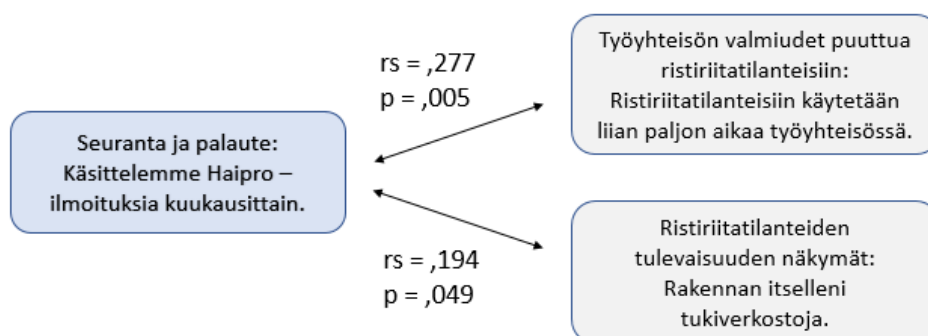 Seuranta ja palaute:
Käsittelemme Haipro –
ilmoituksia kuukausittain.
rs = ,277
p = ,005
Työyhteisön valmiudet puuttua
ristiriitatilanteisiin:
Ristiriitatilanteisiin käytetään
liian paljon aikaa työyhteisössä.
rs = ,194
p = ,049
Ristiriitatilanteiden
tulevaisuuden näkymät:
Rakennan itselleni
tukiverkostoja.